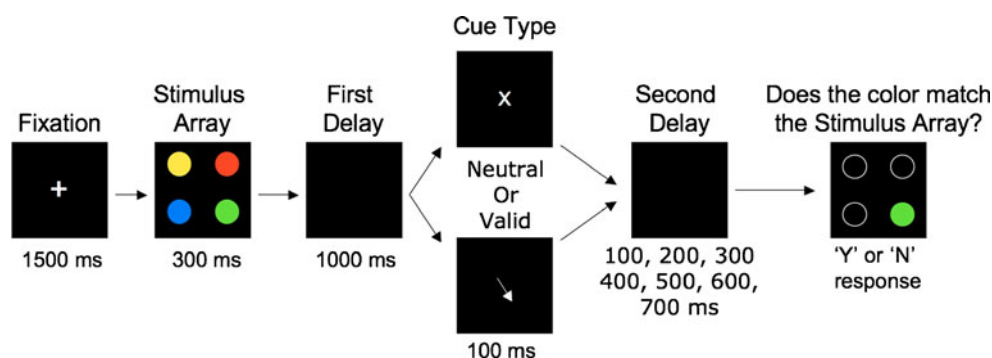 Fixation
+
1500 ms
Stimulus
Array
300 ms
First
Delay
1000 ms
Cue Type
x
Neutral
Or
Valid
100 ms
Second
Delay
100, 200, 300
400, 500, 600,
700 ms
Does the color match
the Stimulus Array?
‘Y’ or ‘N’
response